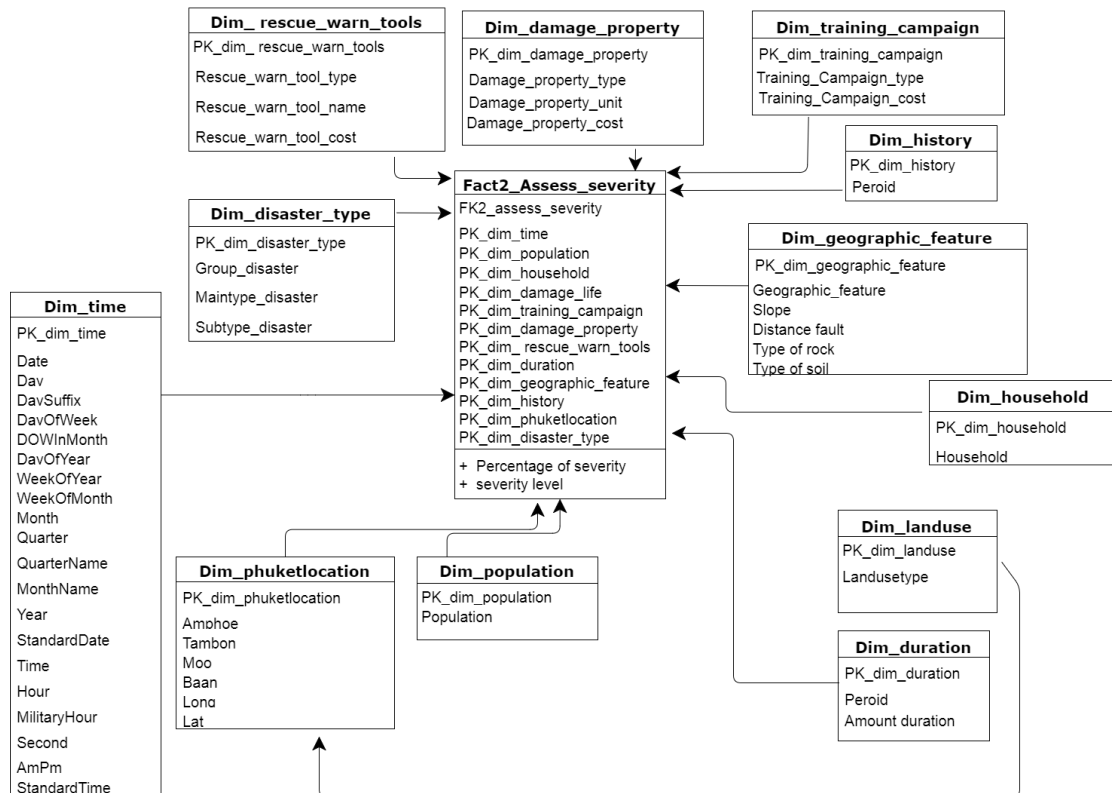 Dim_ rescue_warn_tools
PK_dim_ rescue_warn_tools
Rescue_warn_tool_type
Rescue_warn_tool_name
Rescue_warn_tool_cost
Dim_damage_property
PK_dim_damage_property
Damage_property_type
Damage_property_unit
Damage_property_cost
Dim_training_campaign
PK_dim_training_campaign
Training_Campaign_type
Training_Campaign_cost
Dim_history
PK_dim_history
Peroid
Dim_disaster_type
PK_dim_disaster_type
Group_disaster
Maintype_disaster
Subtype_disaster
Fact2_Assess_severity
FK2_assess_severity
PK_dim_time
PK_dim_population
PK_dim_household
PK_dim_damage_life
PK_dim_training_campaign
PK_dim_damage_property
PK_dim_ rescue_warn_tools
PK_dim_duration
PK_dim_geographic_feature
PK_dim_history
PK_dim_phuketlocation
PK_dim_disaster_type
+ Percentage of severity
+ severity level
Dim_geographic_feature
PK_dim_geographic_feature
Geographic_feature
Slope
Distance fault
Type of rock
Type of soil
Dim_time
PK_dim_time
Date
Day
DaySuffix
DayOfWeek
DOWInMonth
DayOfYear
WeekOfYear
WeekOfMonth
Month
Quarter
QuarterName
MonthName
Year
StandardDate
Time
Hour
MilitaryHour
Second
AmPm
StandardTime
Dim_household
PK_dim_household
Household
Dim_phuketlocation
PK_dim_phuketlocation
Amphoe
Tambon
Moo
Baan
Long
Lat
Dim_population
PK_dim_population
Population
Dim_landuse
PK_dim_landuse
Landusetype
Dim_duration
PK_dim_duration
Peroid
Amount duration